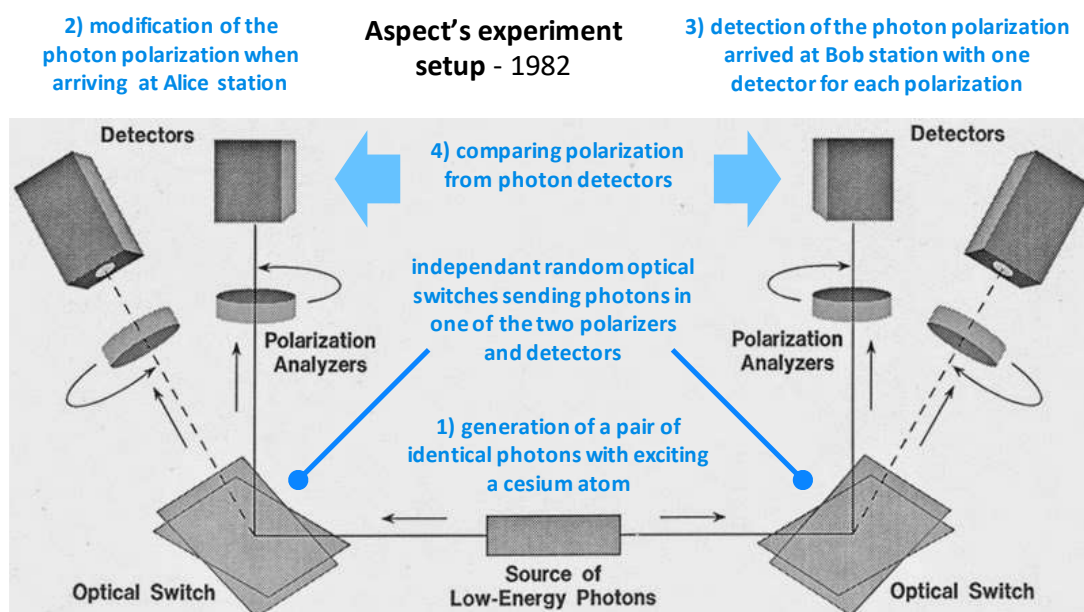 2) modification of the
photon polarization when
arriving at Alice station
Aspect's experiment
setup - 1982
3) detection of the photon polarization
arrived at Bob station with one
detector for each polarization
Detectors
4) comparing polarization
from photon detectors
Detectors
independant random optical
switches sending photons in
one of the two polarizers
and detectors
Polarization
Analyzers
Polarization
Analyzers
1) generation of a pair of
identical photons with exciting
a cesium atom
Optical Switch
Source of
Low-Energy Photons
Optical Switch